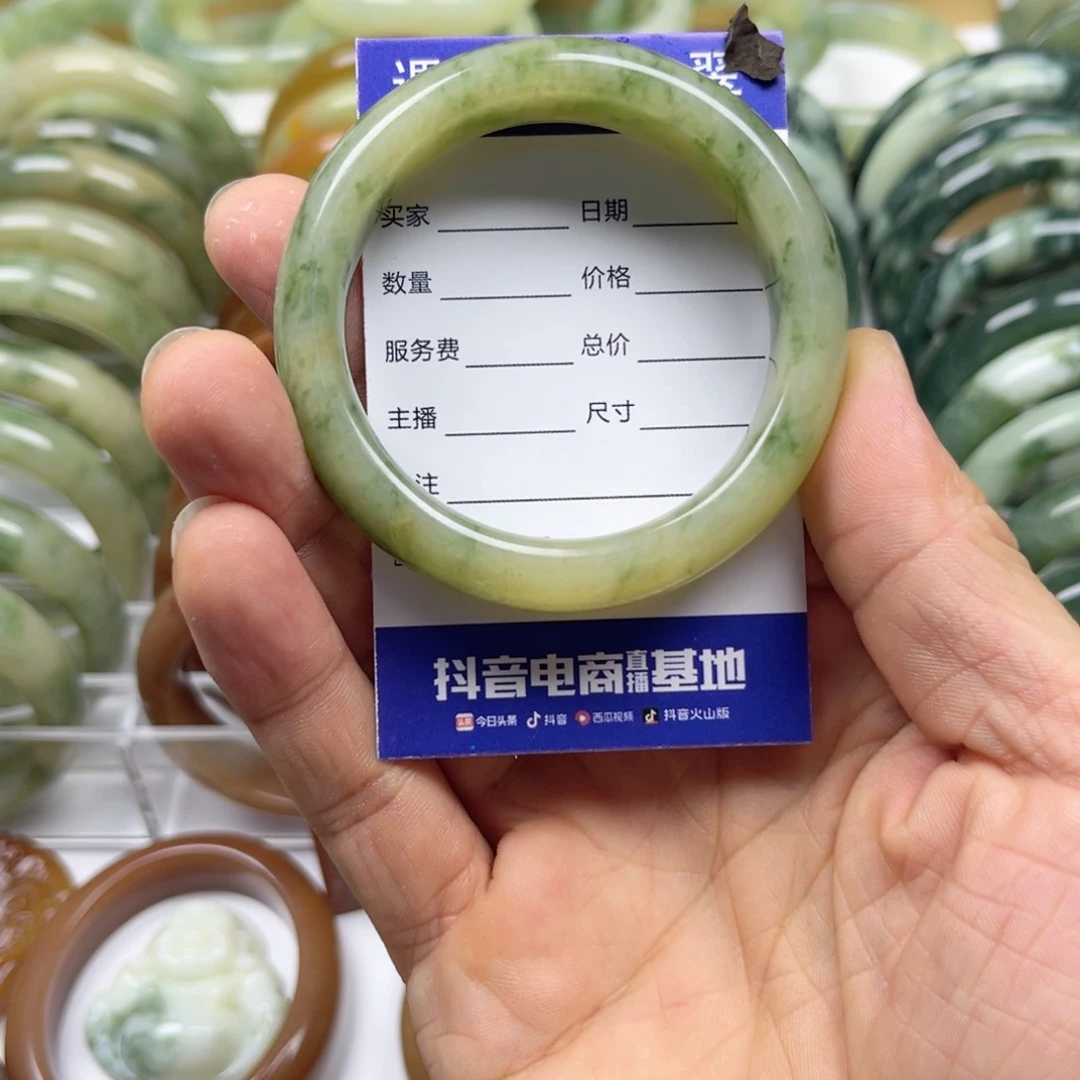 买家 日期
数量 价格
服务费 总价
主播 尺寸
注
抖音电商直播基地
今日头条 抖音 西瓜视频 抖音火山版